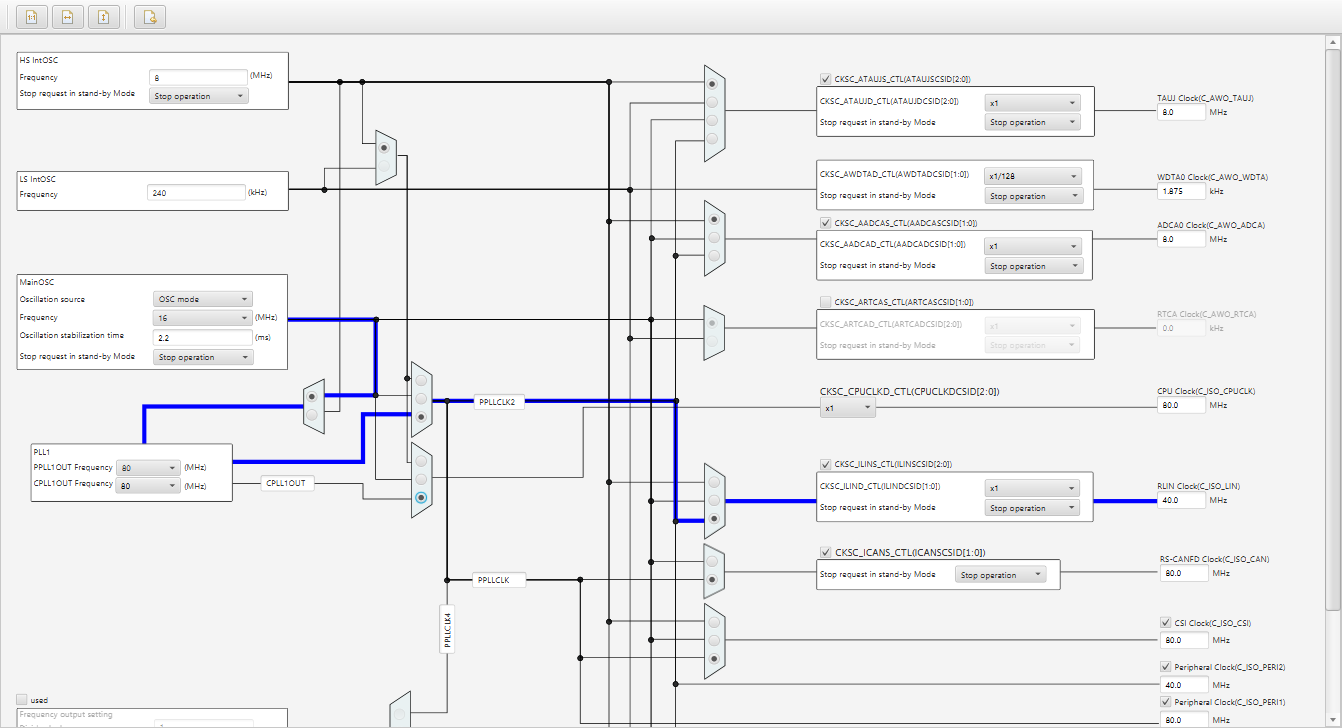 1:1
HS IntOSC
Frequency 8 (MHz)
Stop request in stand-by Mode Stop operation
LS IntOSC
Frequency 240 (kHz)
MainOSC
Oscillation source OSC mode
Frequency 16 (MHz)
Oscillation stabilization time 2.2 (ms)
Stop request in stand-by Mode Stop operation
PLL1
PPLL1OUT Frequency 80 (MHz)
CPLL1OUT Frequency 80 (MHz)
CPLL1OUT
PPLLCLK2
PPLLCLK
PPLLCLK4
used
Frequency output setting
CKSC_ATAUJS_CTL(ATAUJSCSID[2:0])
CKSC_ATAUJD_CTL(ATAUJDCSID[2:0]) x1
Stop request in stand-by Mode Stop operation
TAUJ Clock(C_AWO_TAUJ)
8.0 MHz
CKSC_AWDTAD_CTL(AWDTADCSID[1:0]) x1/128
Stop request in stand-by Mode Stop operation
WDTA0 Clock(C_AWO_WDTA)
1.875 kHz
CKSC_AADCAS_CTL(AADCASCSID[1:0])
CKSC_AADCAD_CTL(AADCADCSID[1:0]) x1
Stop request in stand-by Mode Stop operation
ADCA0 Clock(C_AWO_ADCA)
8.0 MHz
CKSC_ARTCAS_CTL(ARTCASCSID[1:0])
CKSC_ARTCAD_CTL(ARTCADCSID[2:0]) x1
Stop request in stand-by Mode Stop operation
RTCA Clock(C_AWO_RTCA)
0.0 kHz
CKSC_CPUCLKD_CTL(CPUCLKDCSID[2:0])
x1
CPU Clock(C_ISO_CPUCLK)
80.0 MHz
CKSC_ILINS_CTL(ILINSCSID[2:0])
CKSC_ILIND_CTL(ILINDCSID[1:0]) x1
Stop request in stand-by Mode Stop operation
RLIN Clock(C_ISO_LIN)
40.0 MHz
CKSC_ICANS_CTL(ICANSCSID[1:0])
Stop request in stand-by Mode Stop operation
RS-CANFD Clock(C_ISO_CAN)
80.0 MHz
CSI Clock(C_ISO_CSI)
80.0 MHz
Peripheral Clock(C_ISO_PERI2)
40.0 MHz
Peripheral Clock(C_ISO_PERI1)
80.0 MHz